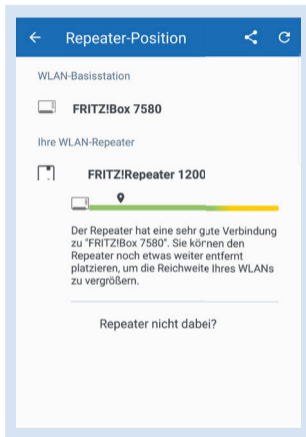 Repeater-Position
WLAN-Basisstation
FRITZ!Box 7580
Ihre WLAN-Repeater
FRITZ!Repeater 1200
Der Repeater hat eine sehr gute Verbindung
zu "FRITZ!Box 7580". Sie können den
Repeater noch etwas weiter entfernt
platzieren, um die Reichweite Ihres WLANs
zu vergrößern.
Repeater nicht dabei?